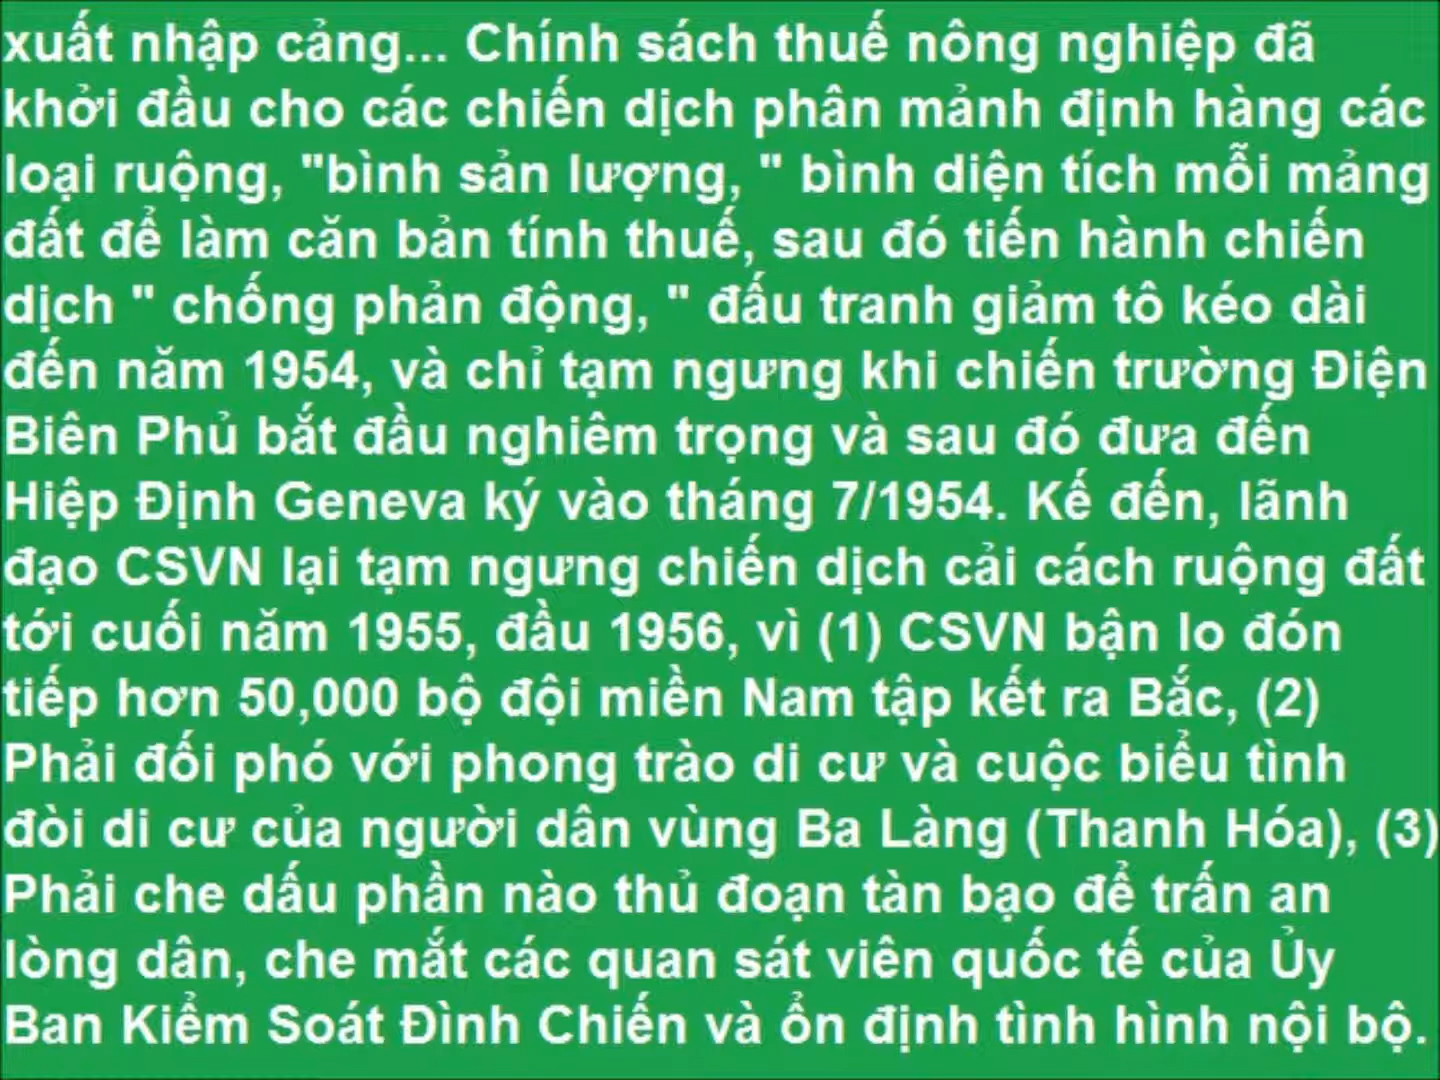 xuất nhập cảng... Chính sách thuế nông nghiệp đã
khởi đầu cho các chiến dịch phân mảnh định hàng các
loại ruộng, "bình sản lượng, " bình diện tích mỗi mảng
đất để làm căn bản tính thuế, sau đó tiến hành chiến
dịch " chống phản động, " đấu tranh giảm tô kéo dài
đến năm 1954, và chỉ tạm ngưng khi chiến trường Điện
Biên Phủ bắt đầu nghiêm trọng và sau đó đưa đến
Hiệp Định Geneva ký vào tháng 7/1954. Kế đến, lãnh
đạo CSVN lại tạm ngưng chiến dịch cải cách ruộng đất
tới cuối năm 1955, đầu 1956, vì (1) CSVN bận lo đón
tiếp hơn 50,000 bộ đội miền Nam tập kết ra Bắc, (2)
Phải đối phó với phong trào di cư và cuộc biểu tình
đòi di cư của người dân vùng Ba Làng (Thanh Hóa), (3)
Phải che dấu phần nào thủ đoạn tàn bạo để trấn an
lòng dân, che mắt các quan sát viên quốc tế của Ủy
Ban Kiểm Soát Đình Chiến và ổn định tình hình nội bộ.